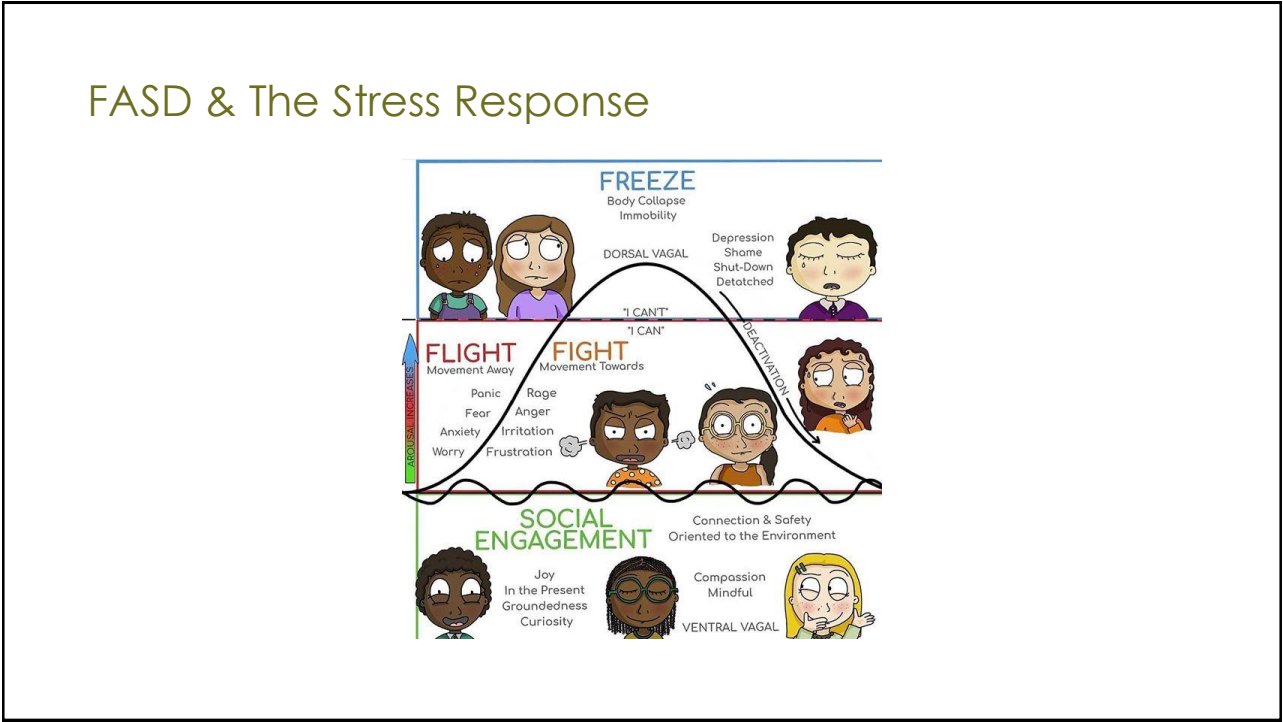 FASD & The Stress Response
FREEZE
Body Collapse
Immobility
DORSAL VAGAL
Depression
Shame
Shut-Down
Detatched
"I CAN'T"
"I CAN"
DEACTIVATION
AROUSAL INCREASES
FLIGHT
Movement Away
Panic
Fear
Anxiety
Worry
FIGHT
Movement Towards
Rage
Anger
Irritation
Frustration
SOCIAL
ENGAGEMENT
Connection & Safety
Oriented to the Environment
Joy
In the Present
Groundedness
Curiosity
Compassion
Mindful
VENTRAL VAGAL